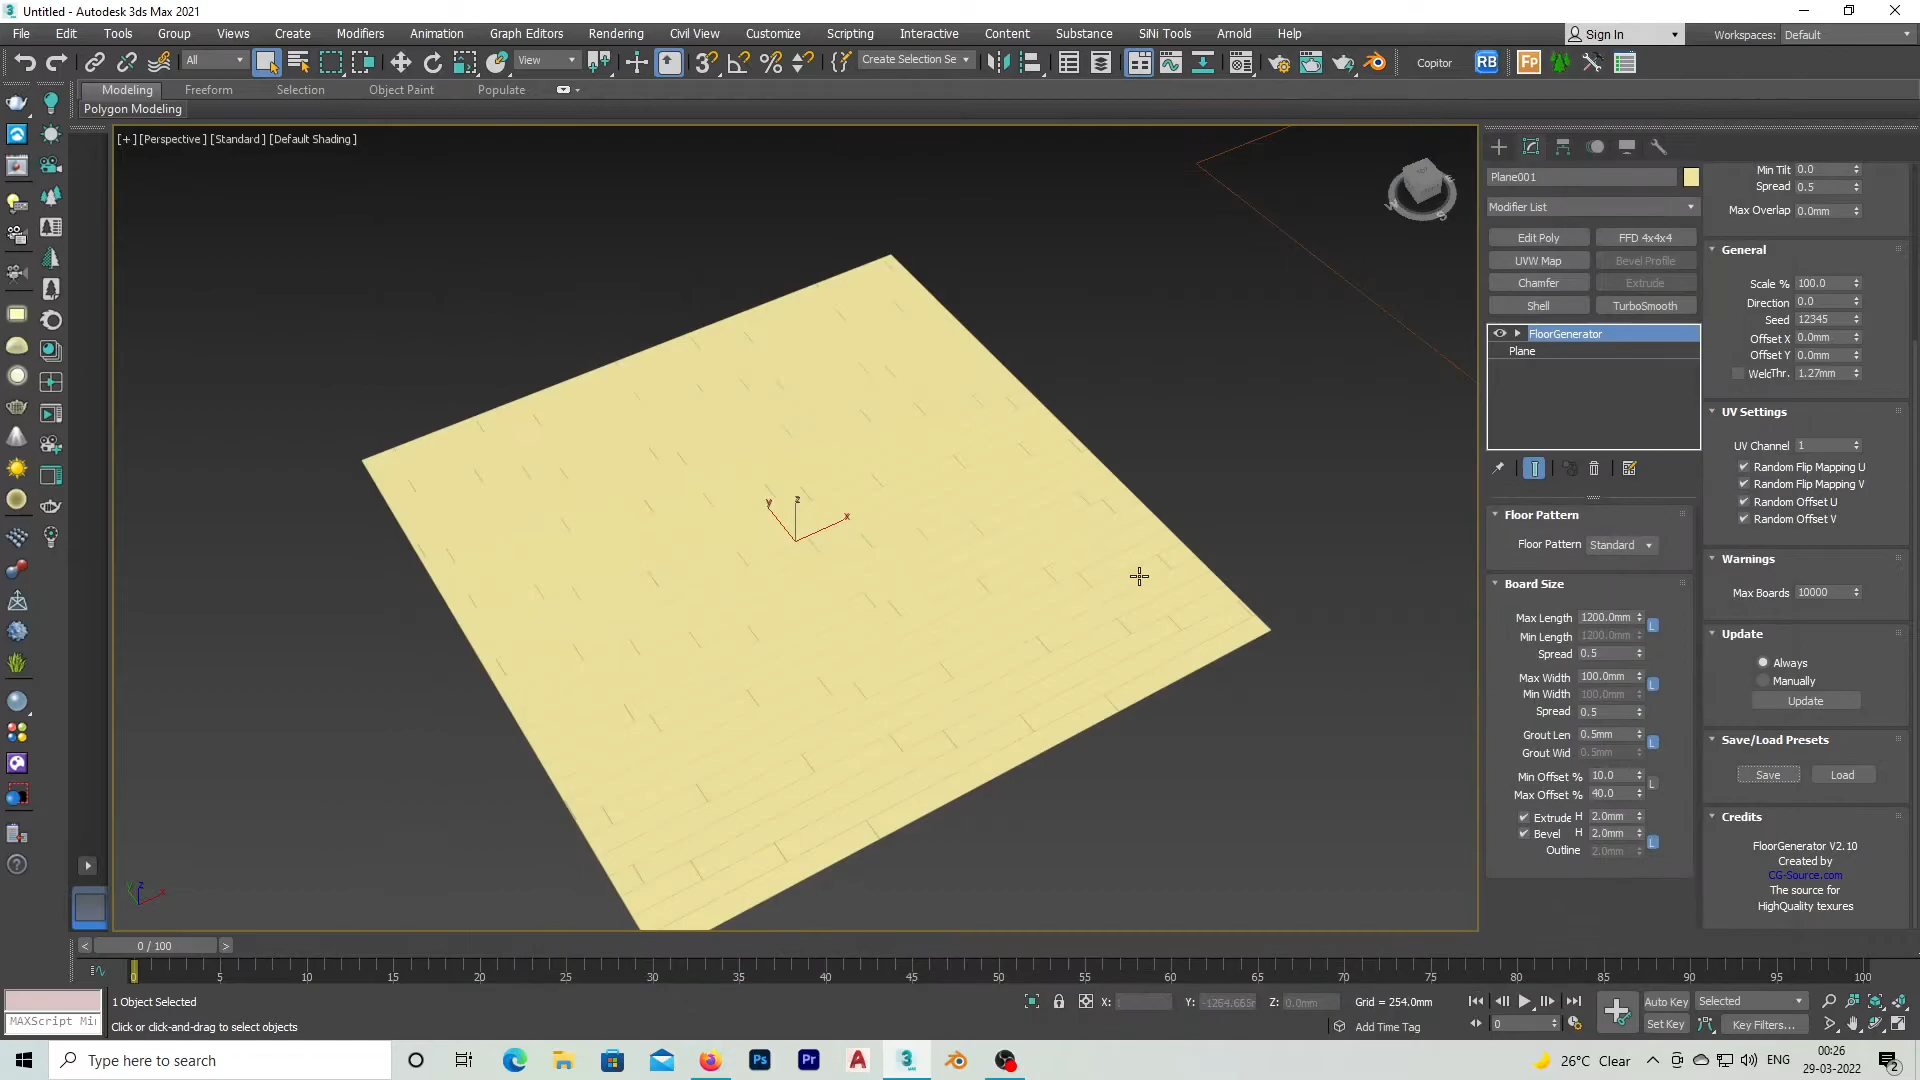 Untitled - Autodesk 3ds Max 2021
File Edit Tools Group Views Create Modifiers Animation Graph Editors Rendering Civil View Customize Scripting Interactive Content Substance SiNi Tools Arnold Help
Sign In Workspaces: Default
All View Create Selection Se Copitor RB Fp
Modeling Freeform Selection Object Paint Populate
Polygon Modeling
[+] [Perspective] [Standard] [Default Shading]
Plane001
Modifier List
Edit Poly FFD 4x4x4
UVW Map Bevel Profile
Chamfer Extrude
Shell TurboSmooth
FloorGenerator
Plane
Floor Pattern
Floor Pattern Standard
Board Size
Max Length 1200.0mm L
Min Length 1200.0mm
Spread 0.5
Max Width 100.0mm L
Min Width 100.0mm
Spread 0.5
Grout Len 0.5mm L
Grout Wid 0.5mm
Min Offset % 10.0 L
Max Offset % 40.0
Extrude H 2.0mm
Bevel H 2.0mm L
Outline 2.0mm
Min Tilt 0.0
Spread 0.5
Max Overlap 0.0mm
General
Scale % 100.0
Direction 0.0
Seed 12345
Offset X 0.0mm
Offset Y 0.0mm
WelcThr. 1.27mm
UV Settings
UV Channel 1
Random Flip Mapping U
Random Flip Mapping V
Random Offset U
Random Offset V
Warnings
Max Boards 10000
Update
Always
Manually
Update
Save/Load Presets
Save Load
Credits
FloorGenerator V2.10
Created by
CG-Source.com
The source for
HighQuality texures
x y z
z x
W S
< 0 / 100 >
0 5 10 15 20 25 30 35 40 45 50 55 60 65 70 75 80 85 90 95 100
1 Object Selected X: Y: -1254.665r Z: 0.0mm Grid = 254.0mm Auto Key Selected
MAXScript Mi Click or click-and-drag to select objects Add Time Tag 0 Set Key Key Filters...
Type here to search Ps Pr A 3 26°C Clear ENG 00:26
29-03-2022 2